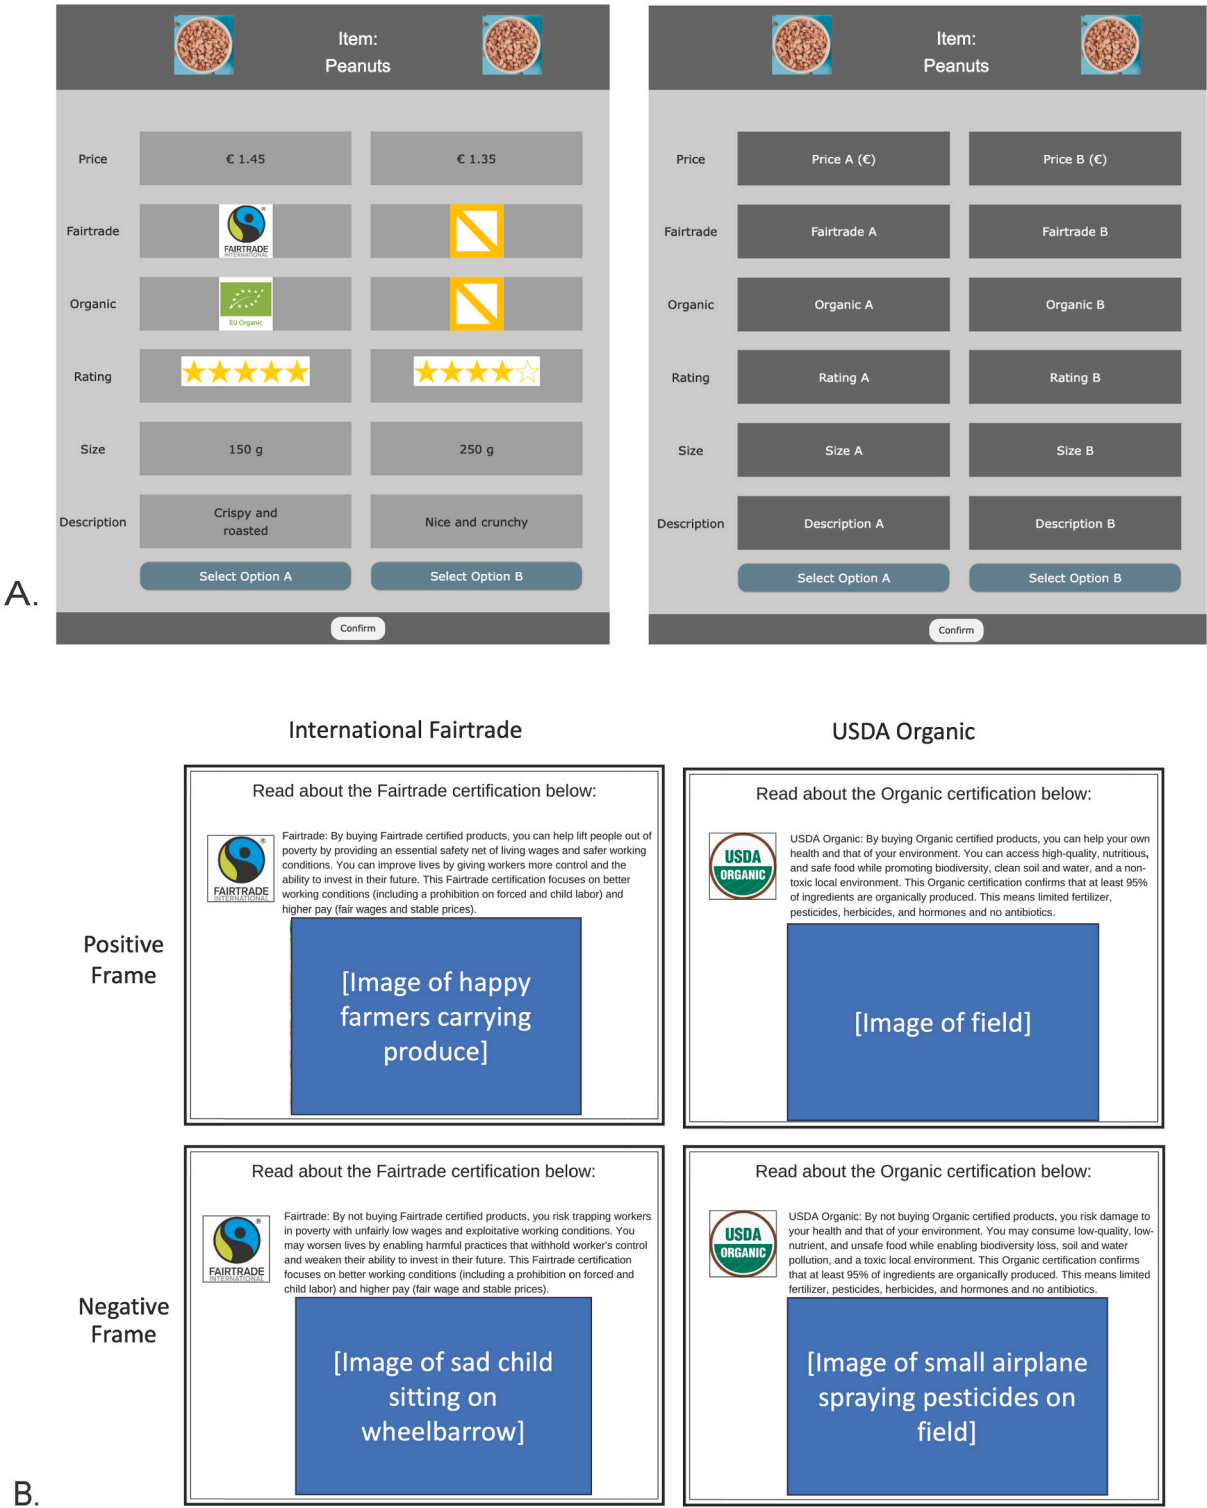 Item:
Peanuts
Price
€ 1.45
€ 1.35
Fairtrade
FAIRTRADE
INTERNATIONAL
Organic
EU Organic
Rating
Size
150 g
250 g
Description
Crispy and
roasted
Nice and crunchy
Select Option A
Select Option B
Confirm
Item:
Peanuts
Price
Price A (€)
Price B (€)
Fairtrade
Fairtrade A
Fairtrade B
Organic
Organic A
Organic B
Rating
Rating A
Rating B
Size
Size A
Size B
Description
Description A
Description B
Select Option A
Select Option B
Confirm
A.
International Fairtrade
USDA Organic
Positive
Frame
Read about the Fairtrade certification below:
FAIRTRADE
INTERNATIONAL
Fairtrade: By buying Fairtrade certified products, you can help lift people out of
poverty by providing an essential safety net of living wages and safer working
conditions. You can improve lives by giving workers more control and the
ability to invest in their future. This Fairtrade certification focuses on better
working conditions (including a prohibition on forced and child labor) and
higher pay (fair wages and stable prices).
[Image of happy
farmers carrying
produce]
Read about the Organic certification below:
USDA
ORGANIC
USDA Organic: By buying Organic certified products, you can help your own
health and that of your environment. You can access high-quality, nutritious,
and safe food while promoting biodiversity, clean soil and water, and a non-
toxic local environment. This Organic certification confirms that at least 95%
of ingredients are organically produced. This means limited fertilizer,
pesticides, herbicides, and hormones and no antibiotics.
[Image of field]
Negative
Frame
Read about the Fairtrade certification below:
FAIRTRADE
INTERNATIONAL
Fairtrade: By not buying Fairtrade certified products, you risk trapping workers
in poverty with unfairly low wages and exploitative working conditions. You
may worsen lives by enabling harmful practices that withhold worker's control
and weaken their ability to invest in their future. This Fairtrade certification
focuses on better working conditions (including a prohibition on forced and
child labor) and higher pay (fair wage and stable prices).
[Image of sad child
sitting on
wheelbarrow]
Read about the Organic certification below:
USDA
ORGANIC
USDA Organic: By not buying Organic certified products, you risk damage to
your health and that of your environment. You may consume low-quality, low-
nutrient, and unsafe food while enabling biodiversity loss, soil and water
pollution, and a toxic local environment. This Organic certification confirms
that at least 95% of ingredients are organically produced. This means limited
fertilizer, pesticides, herbicides, and hormones and no antibiotics.
[Image of small airplane
spraying pesticides on
field]
B.